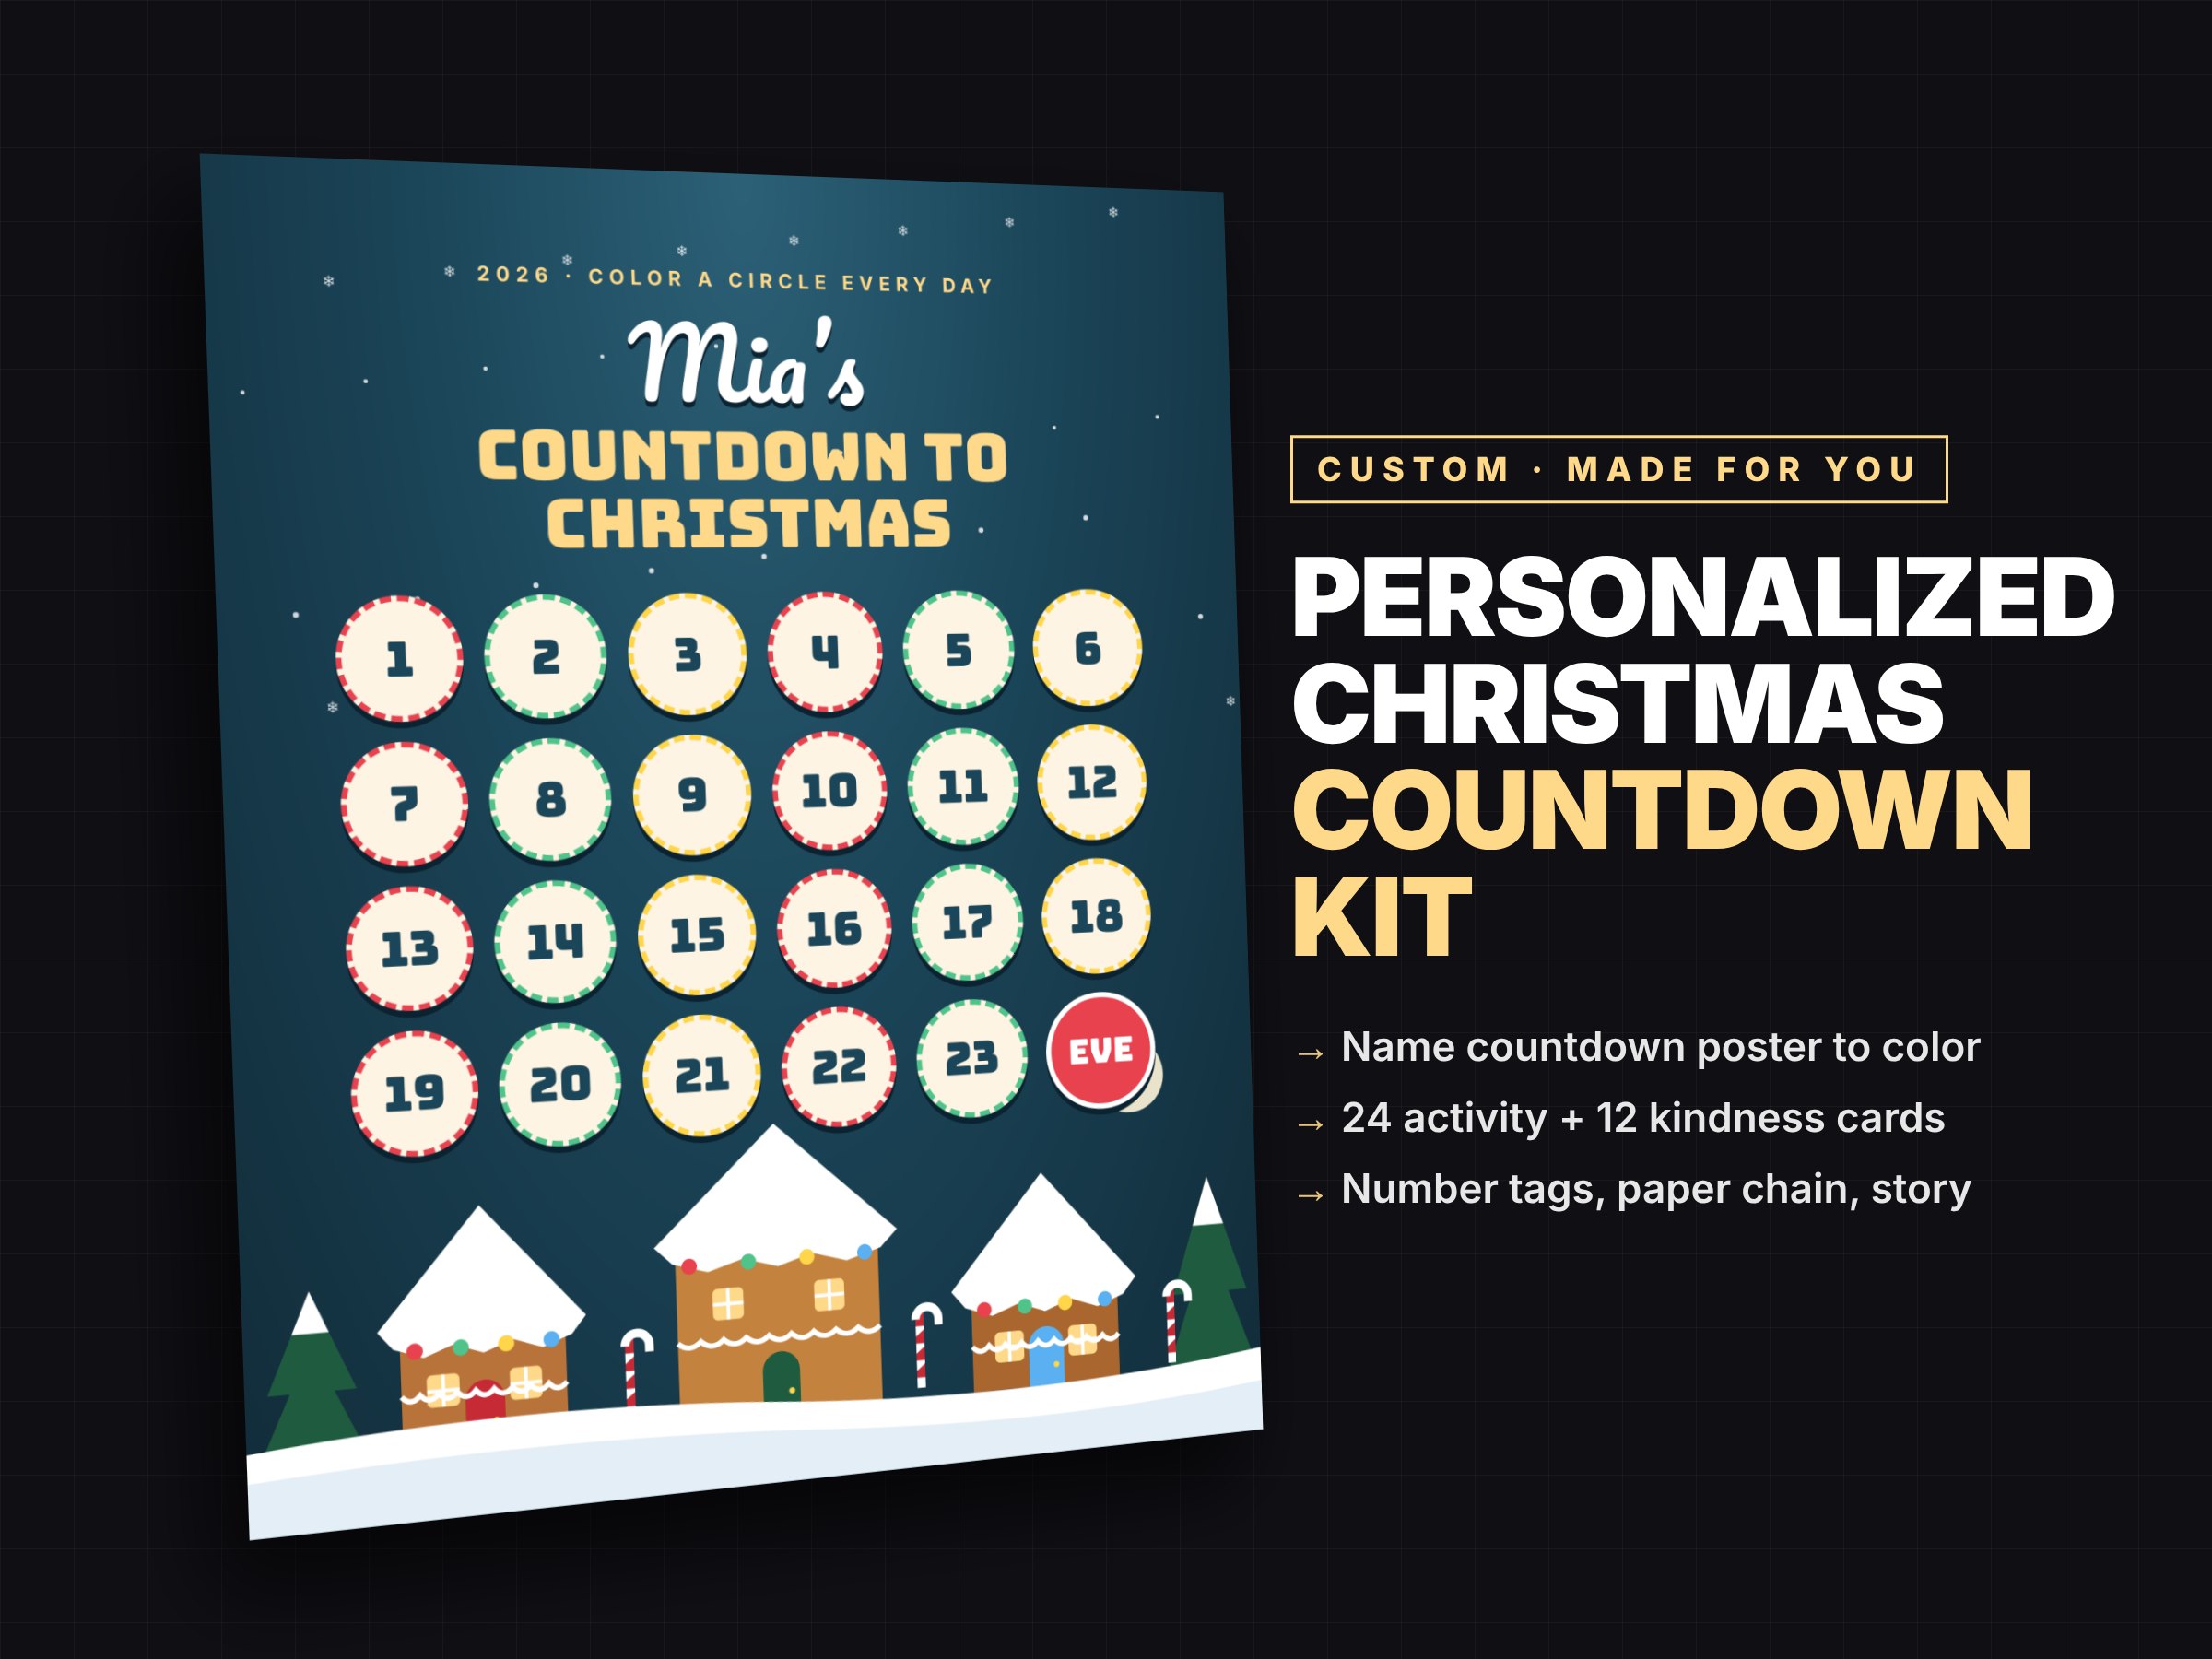 2026 · COLOR A CIRCLE EVERY DAY
Mia's
COUNTDOWN TO
CHRISTMAS
1 2 3 4 5 6
7 8 9 10 11 12
13 14 15 16 17 18
19 20 21 22 23 EVE
CUSTOM · MADE FOR YOU
PERSONALIZED
CHRISTMAS
COUNTDOWN
KIT
→ Name countdown poster to color
→ 24 activity + 12 kindness cards
→ Number tags, paper chain, story